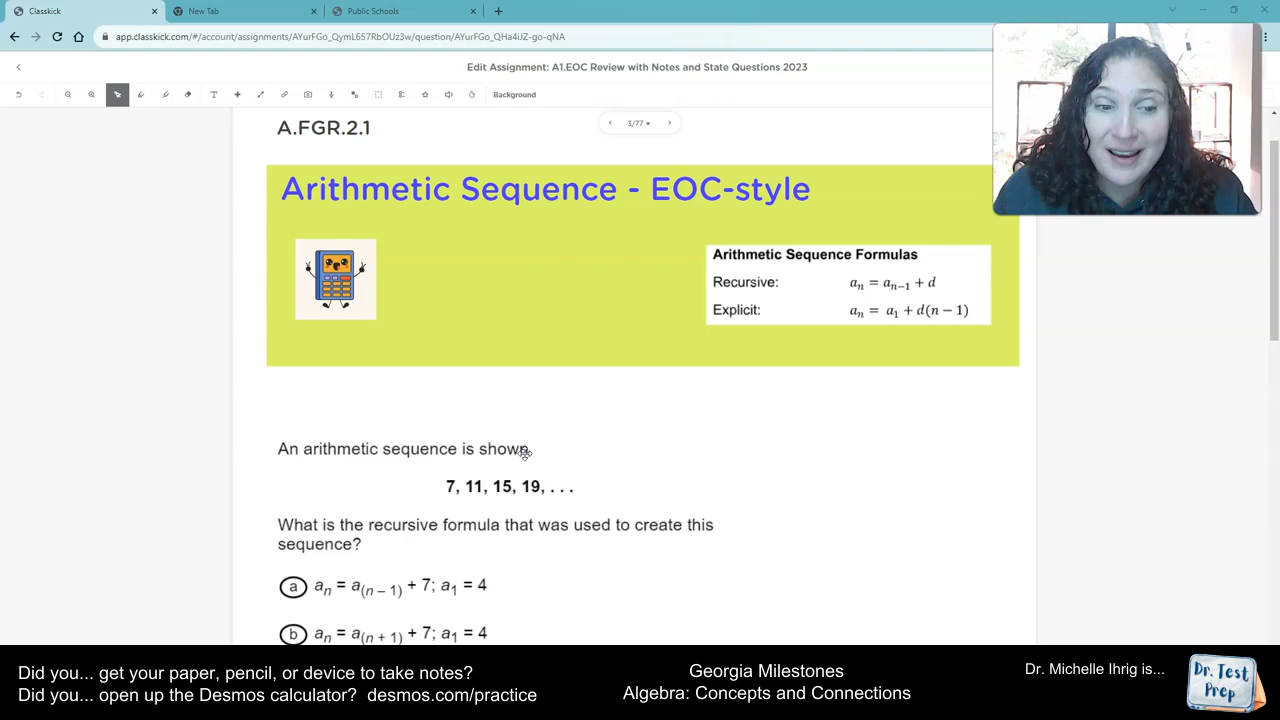 Classkick
New Tab
Public Schools
app.classkick.com/#/account/assignments/AYurFGo_QymL657RbOUz3w/question/AYurFGo_QHa4iJZ-go-qNA
Edit Assignment: A1.EOC Review with Notes and State Questions 2023
T
Background
3/77
A.FGR.2.1
Arithmetic Sequence - EOC-style
Arithmetic Sequence Formulas
Recursive: aₙ = aₙ₋₁ + d
Explicit: aₙ = a₁ + d(n − 1)
An arithmetic sequence is shown
7, 11, 15, 19, . . .
What is the recursive formula that was used to create this
sequence?
a aₙ = a₍ₙ ₋ ₁₎ + 7; a₁ = 4
b aₙ = a₍ₙ ₊ ₁₎ + 7; a₁ = 4
Did you... get your paper, pencil, or device to take notes?
Did you... open up the Desmos calculator? desmos.com/practice
Georgia Milestones
Algebra: Concepts and Connections
Dr. Michelle Ihrig is...
Dr. Test
Prep